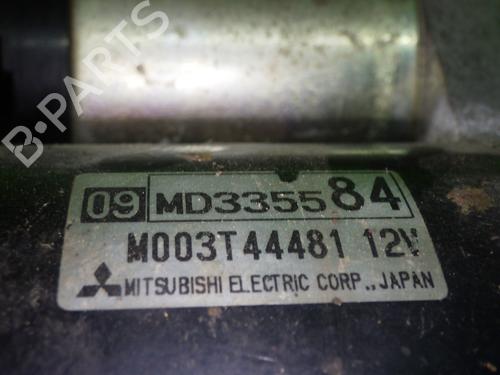 B-PARTS
09 MD335584
M003T44481 12V
MITSUBISHI ELECTRIC CORP., JAPAN